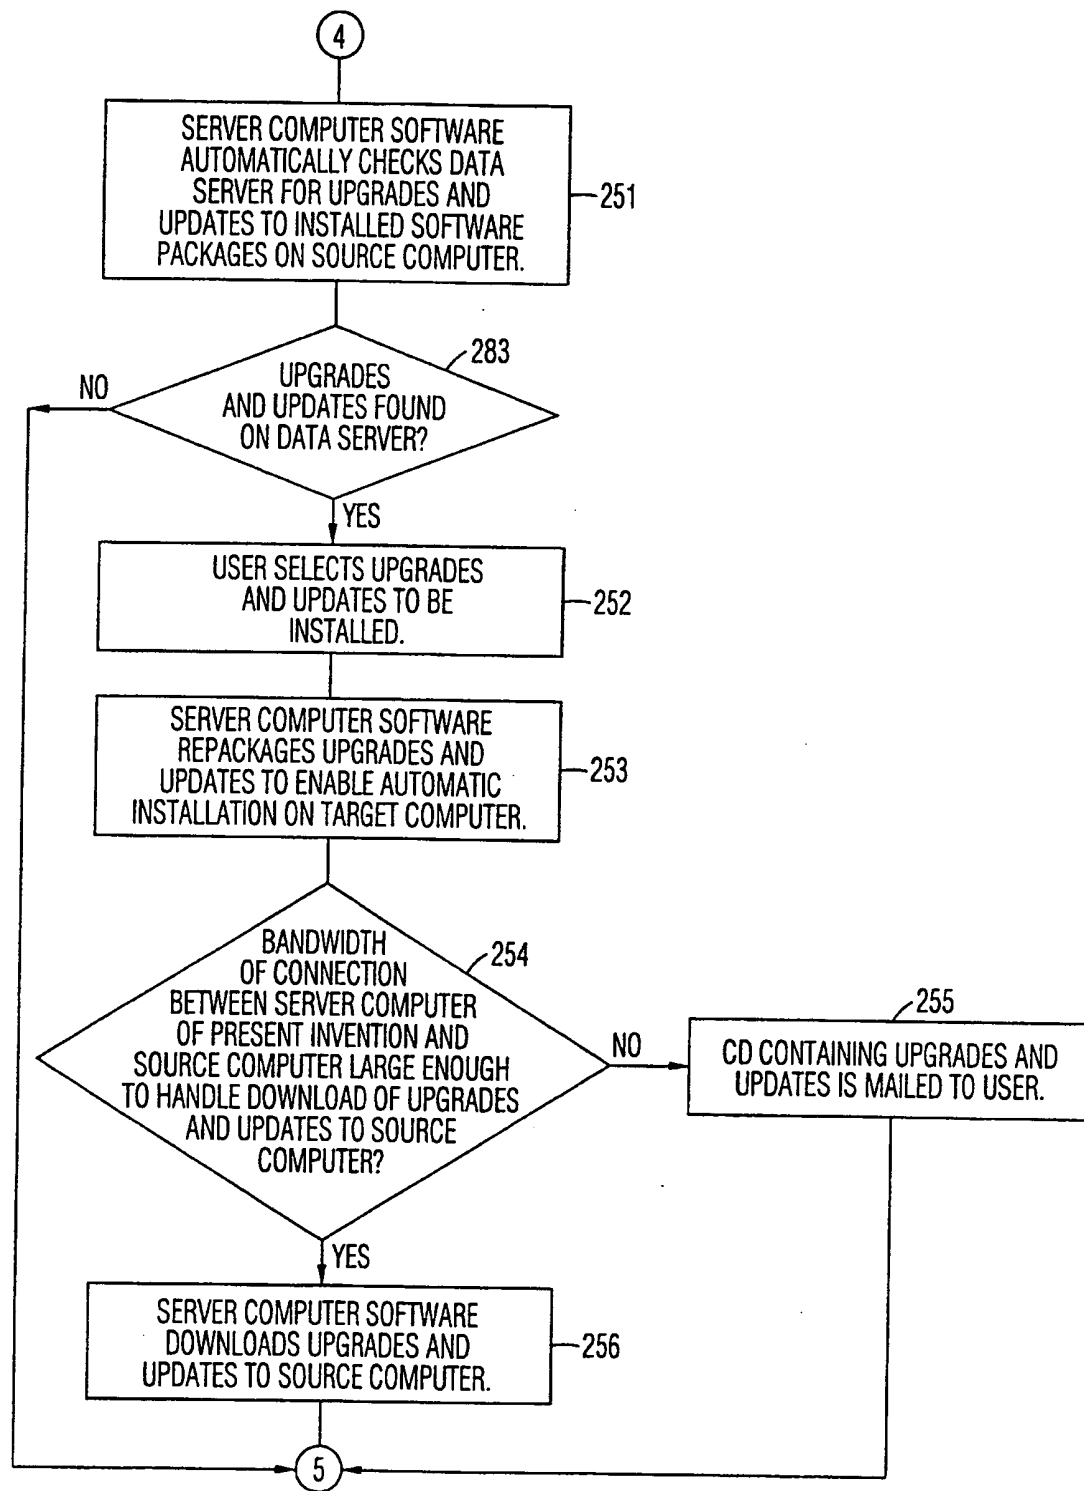 4
SERVER COMPUTER SOFTWARE
AUTOMATICALLY CHECKS DATA
SERVER FOR UPGRADES AND
UPDATES TO INSTALLED SOFTWARE
PACKAGES ON SOURCE COMPUTER.
251
283
UPGRADES
AND UPDATES FOUND
ON DATA SERVER?
NO
YES
USER SELECTS UPGRADES
AND UPDATES TO BE
INSTALLED.
252
SERVER COMPUTER SOFTWARE
REPACKAGES UPGRADES AND
UPDATES TO ENABLE AUTOMATIC
INSTALLATION ON TARGET COMPUTER.
253
BANDWIDTH
OF CONNECTION
BETWEEN SERVER COMPUTER
OF PRESENT INVENTION AND
SOURCE COMPUTER LARGE ENOUGH
TO HANDLE DOWNLOAD OF UPGRADES
AND UPDATES TO SOURCE
COMPUTER?
254
NO
255
CD CONTAINING UPGRADES AND
UPDATES IS MAILED TO USER.
YES
SERVER COMPUTER SOFTWARE
DOWNLOADS UPGRADES AND
UPDATES TO SOURCE COMPUTER.
256
5